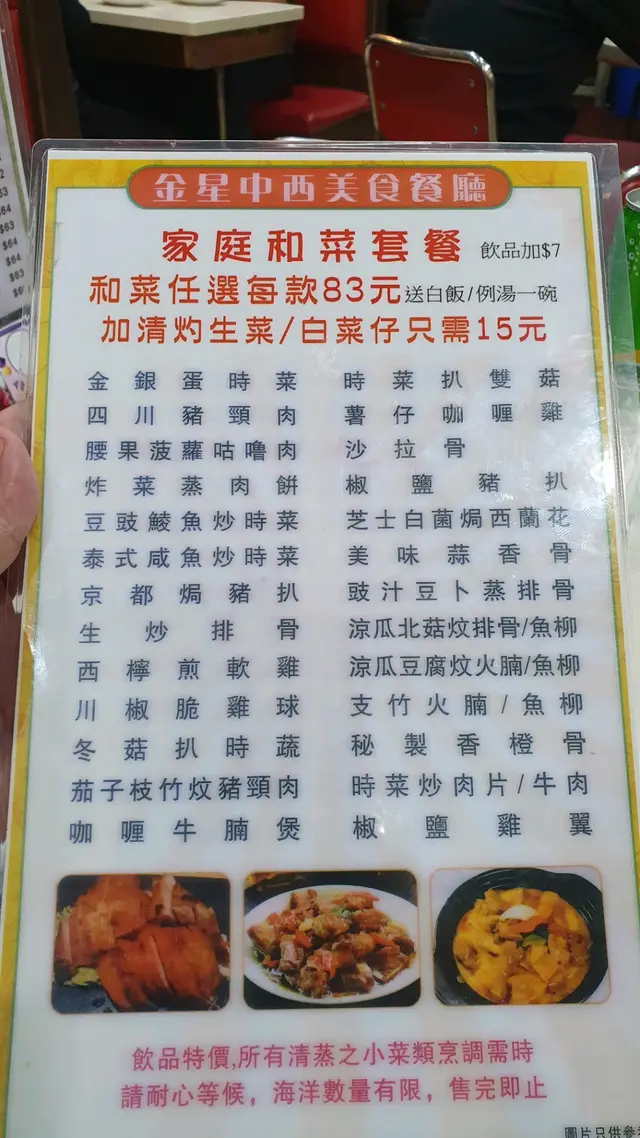 金星中西美食餐廳
家庭和菜套餐 飲品加$7
和菜任選每款83元送白飯/例湯一碗
加清灼生菜/白菜仔只需15元
金銀蛋時菜 時菜扒雙菇
四川豬頸肉 薯仔咖喱雞
腰果菠蘿咕嚕肉 沙拉骨
炸菜蒸肉餅 椒鹽豬扒
豆豉鯪魚炒時菜 芝士白菌焗西蘭花
泰式咸魚炒時菜 美味蒜香骨
京都焗豬扒 豉汁豆卜蒸排骨
生炒排骨 涼瓜北菇炆排骨/魚柳
西檸煎軟雞 涼瓜豆腐炆火腩/魚柳
川椒脆雞球 支竹火腩/魚柳
冬菇扒時蔬 秘製香橙骨
茄子枝竹炆豬頸肉 時菜炒肉片/牛肉
咖喱牛腩煲 椒鹽雞翼
飲品特價,所有清蒸之小菜類烹調需時
請耐心等候，海洋數量有限，售完即止
圖片只供參
$64
$63
$64
$64
$63